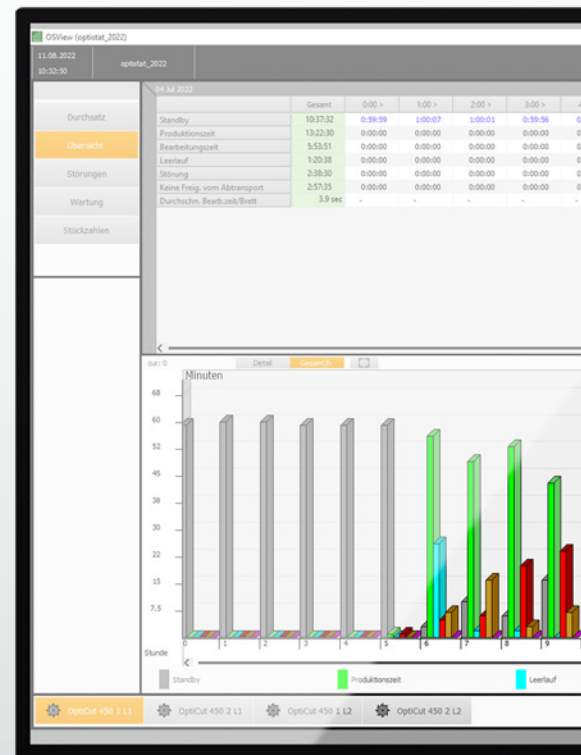 OSView (optistat_2022)
11.08.2022
10:32:50
optistat_2022
Durchsatz
Übersicht
Störungen
Wartung
Stückzahlen
04 Jul 2022
Gesamt 0:00 > 1:00 > 2:00 > 3:00 >
Standby 10:37:32 0:59:59 1:00:07 1:00:01 0:59:56
Produktionszeit 13:22:30 0:00:00 0:00:00 0:00:00 0:00:00
Bearbeitungszeit 5:53:51 0:00:00 0:00:00 0:00:00 0:00:00
Leerlauf 1:20:38 0:00:00 0:00:00 0:00:00 0:00:00
Störung 2:38:30 0:00:00 0:00:00 0:00:00 0:00:00
Keine Freig. vom Abtransport 2:57:35 0:00:00 0:00:00 0:00:00 0:00:00
Durchschn. Bearb.zeit/Brett 3.9 sec - - - -
cur: 0 Detail Gesamt/h
Minuten
68
60
52
45
38
30
22
15
7.5
Stunde 0 1 2 3 4 5 6 7 8 9
Standby Produktionszeit Leerlauf
OptiCut 450 1 L1 OptiCut 450 2 L1 OptiCut 450 1 L2 OptiCut 450 2 L2